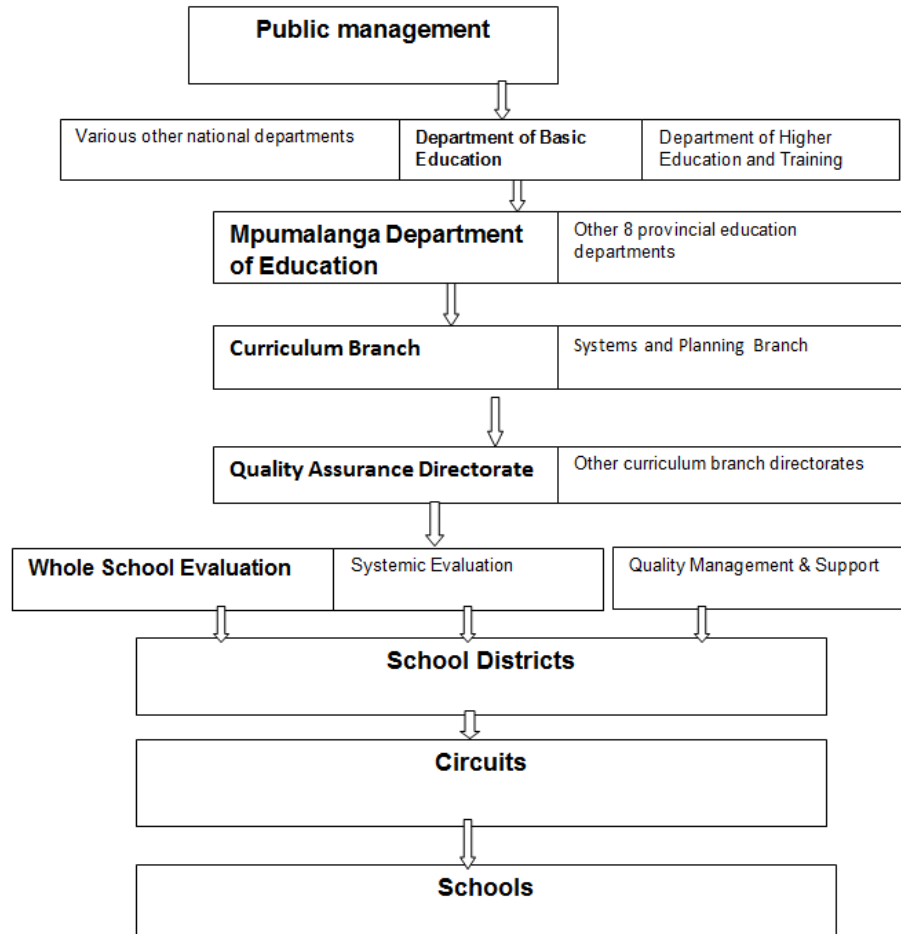 Public management
Various other national departments
Department of Basic
Education
Department of Higher
Education and Training
Mpumalanga Department
of Education
Other 8 provincial education
departments
Curriculum Branch
Systems and Planning Branch
Quality Assurance Directorate
Other curriculum branch directorates
Whole School Evaluation
Systemic Evaluation
Quality Management & Support
School Districts
Circuits
Schools